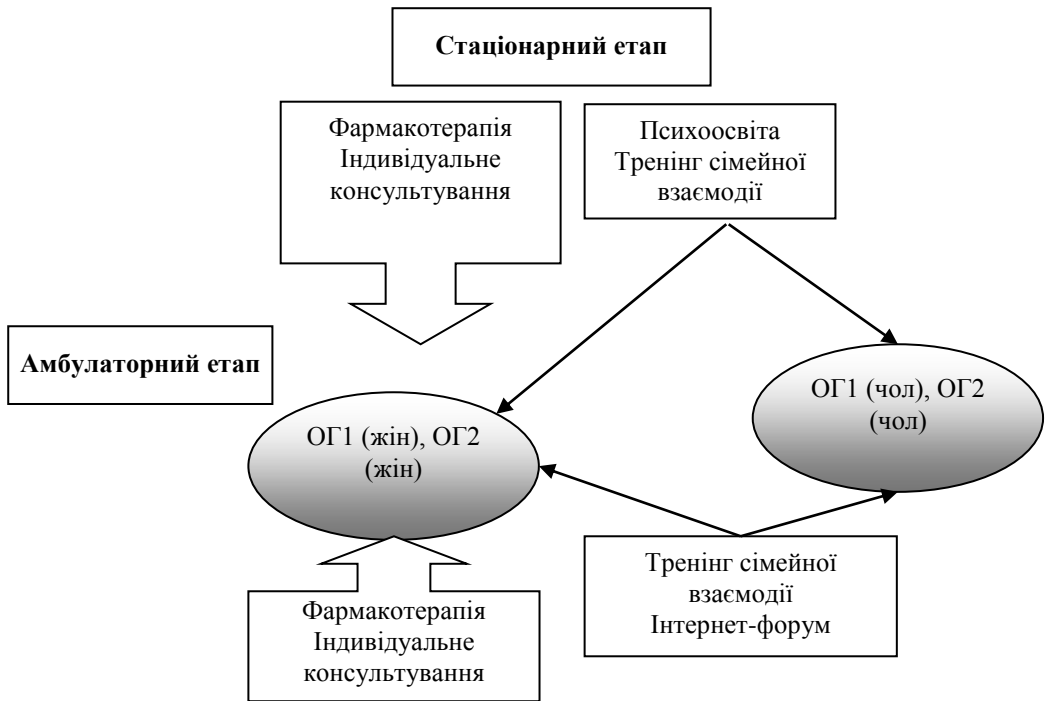 Стаціонарний етап
Фармакотерапія
Індивідуальне
консультування
Психоосвіта
Тренінг сімейної
взаємодії
Амбулаторний етап
ОГ1 (чол), ОГ2
(чол)
ОГ1 (жін), ОГ2
(жін)
Тренінг сімейної
взаємодії
Інтернет-форум
Фармакотерапія
Індивідуальне
консультування